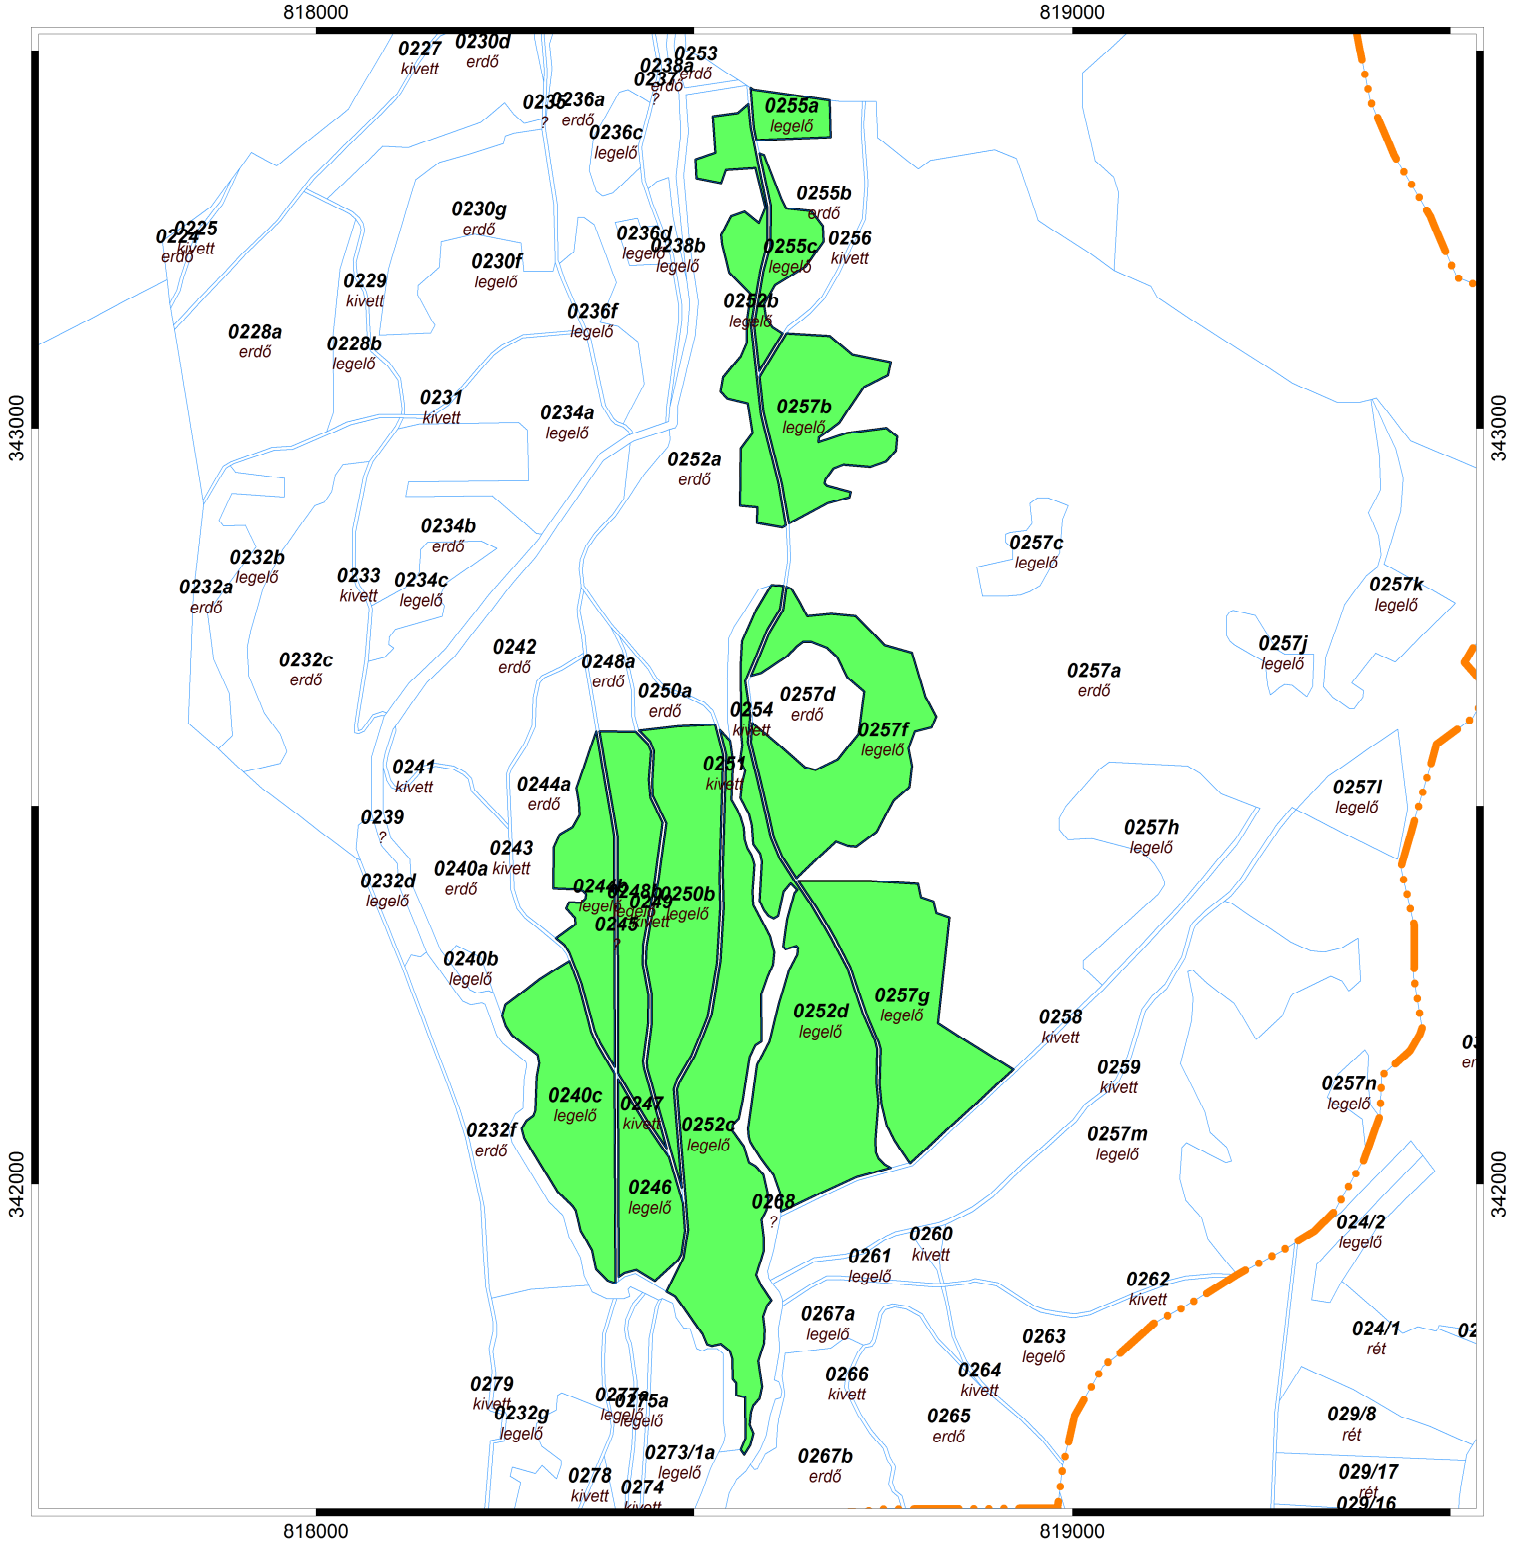 818000
819000
0227
kivett
0230d
erdő
0253
erdő
0238a
erdő
0237
?
0235
?
0236a
erdő
0255a
legelő
0236c
legelő
0255b
erdő
0230g
erdő
0225
kivett
0224
erdő
0236d
legelő
0238b
legelő
0255c
legelő
0256
kivett
0230f
legelő
0229
kivett
0252b
legelő
0236f
legelő
0228a
erdő
0228b
legelő
0231
kivett
0234a
legelő
0257b
legelő
343000
343000
0252a
erdő
0234b
erdő
0257c
legelő
0232b
legelő
0232a
erdő
0233
kivett
0234c
legelő
0257k
legelő
0242
erdő
0257j
legelő
0232c
erdő
0248a
erdő
0257a
erdő
0250a
erdő
0257d
erdő
0254
kivett
0257f
legelő
0251
kivett
0241
kivett
0244a
erdő
0257l
legelő
0239
?
0257h
legelő
0243
kivett
0240a
erdő
0232d
legelő
0244b
legelő
0248b
legelő
0249
kivett
0250b
legelő
0245
?
0240b
legelő
0257g
legelő
0252d
legelő
0258
kivett
0259
kivett
0257n
legelő
0240c
legelő
0247
kivett
0252c
legelő
0232f
erdő
0257m
legelő
342000
342000
0246
legelő
0268
?
024/2
legelő
0260
kivett
0261
legelő
0262
kivett
0267a
legelő
024/1
rét
0263
legelő
0264
kivett
0266
kivett
0279
kivett
0277a
legelő
0275a
legelő
0232g
legelő
0265
erdő
029/8
rét
0273/1a
legelő
0267b
erdő
0278
kivett
0274
kivett
029/17
rét
029/16
818000
819000